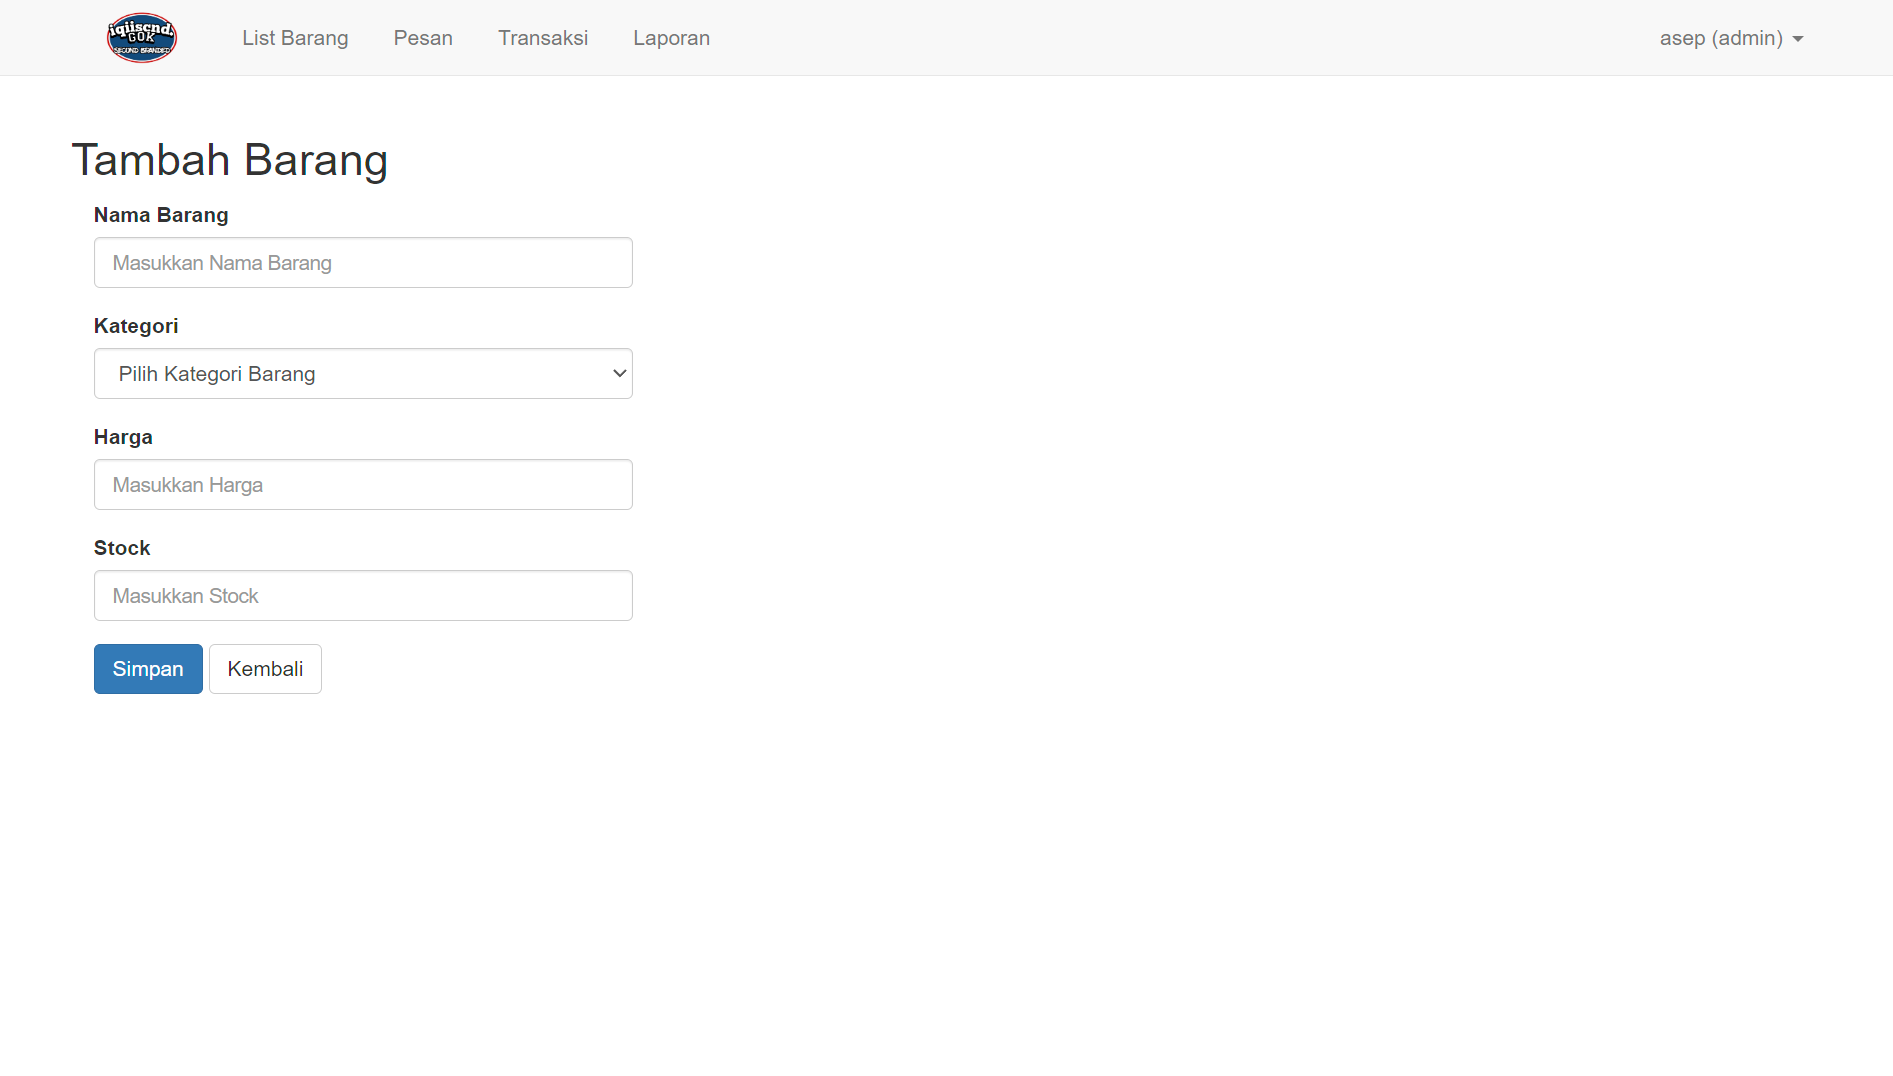 iqiiscnd.
GOK
SECOND BRANDED
List Barang
Pesan
Transaksi
Laporan
asep (admin)
Tambah Barang
Nama Barang
Masukkan Nama Barang
Kategori
Pilih Kategori Barang
Harga
Masukkan Harga
Stock
Masukkan Stock
Simpan
Kembali